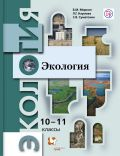 ЭКОЛОГИЯ
Б.М. Миркин
Л.Г. Наумова
С.В. Суматохин
Экология
10–11
классы